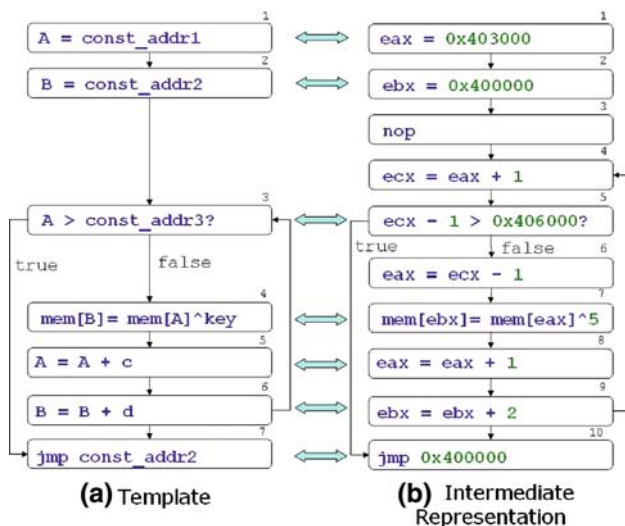 1
A = const_addr1
2
B = const_addr2
3
A > const_addr3?
true
false
4
mem[B]= mem[A]^key
5
A = A + c
6
B = B + d
7
jmp const_addr2
(a) Template
1
eax = 0x403000
2
ebx = 0x400000
3
nop
4
ecx = eax + 1
5
ecx - 1 > 0x406000?
true
false
6
eax = ecx - 1
7
mem[ebx]= mem[eax]^5
8
eax = eax + 1
9
ebx = ebx + 2
10
jmp 0x400000
(b) Intermediate
Representation